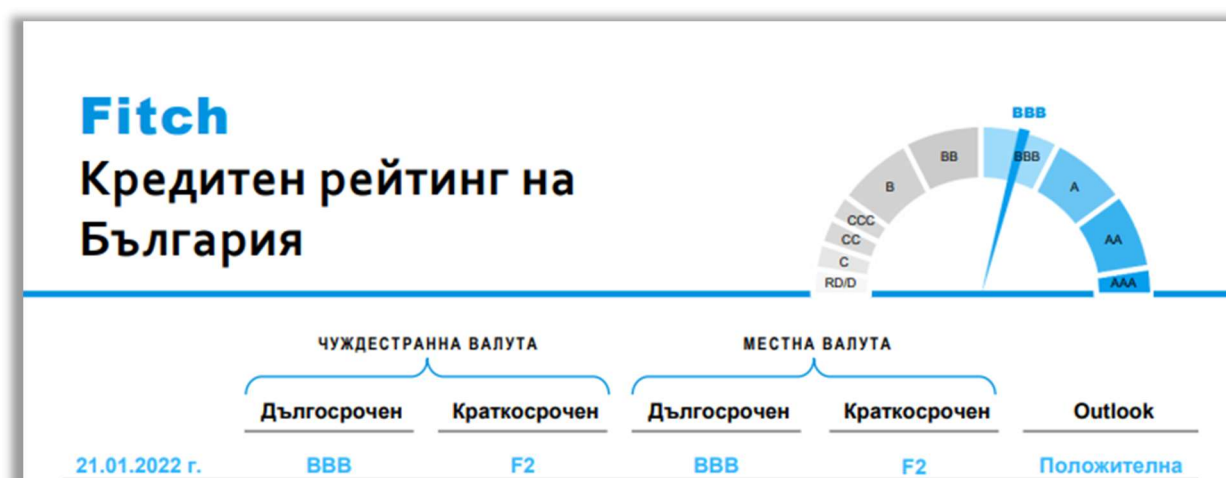 Fitch
Кредитен рейтинг на
България
BBB
RD/D
C
CC
CCC
B
BB
BBB
A
AA
AAA
ЧУЖДЕСТРАННА ВАЛУТА МЕСТНА ВАЛУТА
Дългосрочен Краткосрочен Дългосрочен Краткосрочен Outlook
21.01.2022 г. BBB F2 BBB F2 Положителна